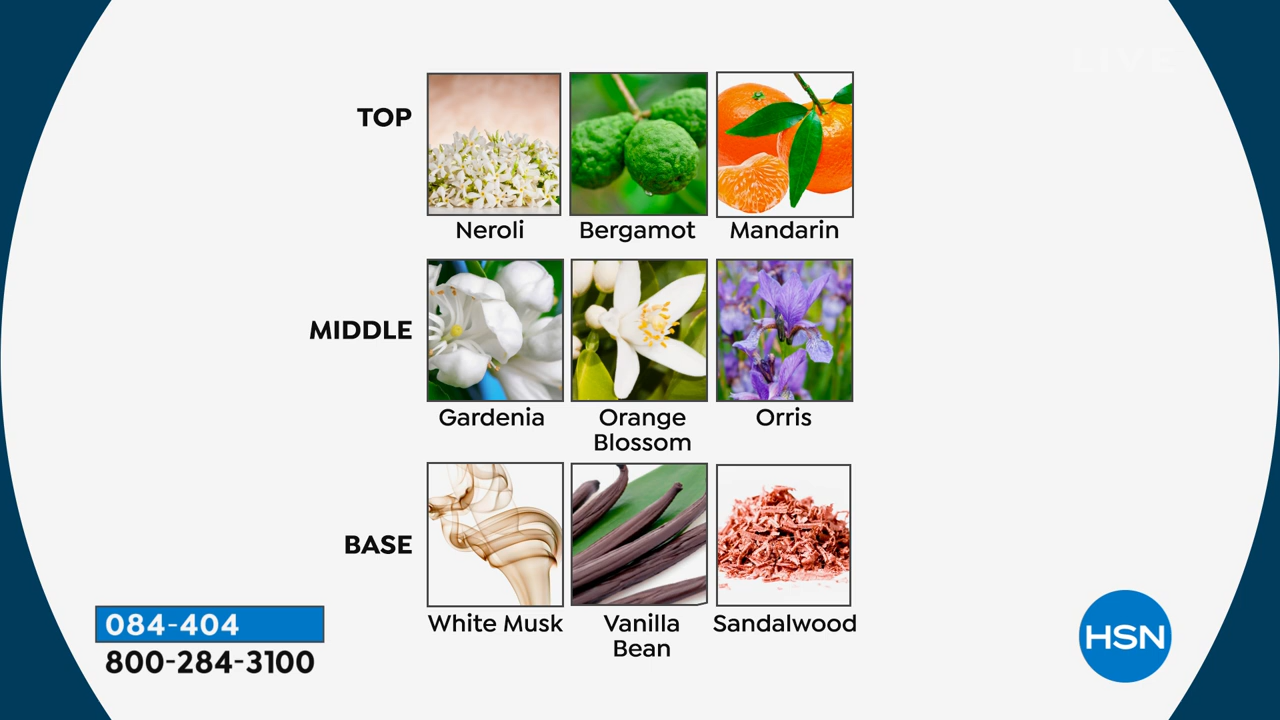 LIVE
TOP
Neroli
Bergamot
Mandarin
MIDDLE
Gardenia
Orange
Blossom
Orris
BASE
White Musk
Vanilla
Bean
Sandalwood
084-404
800-284-3100
HSN